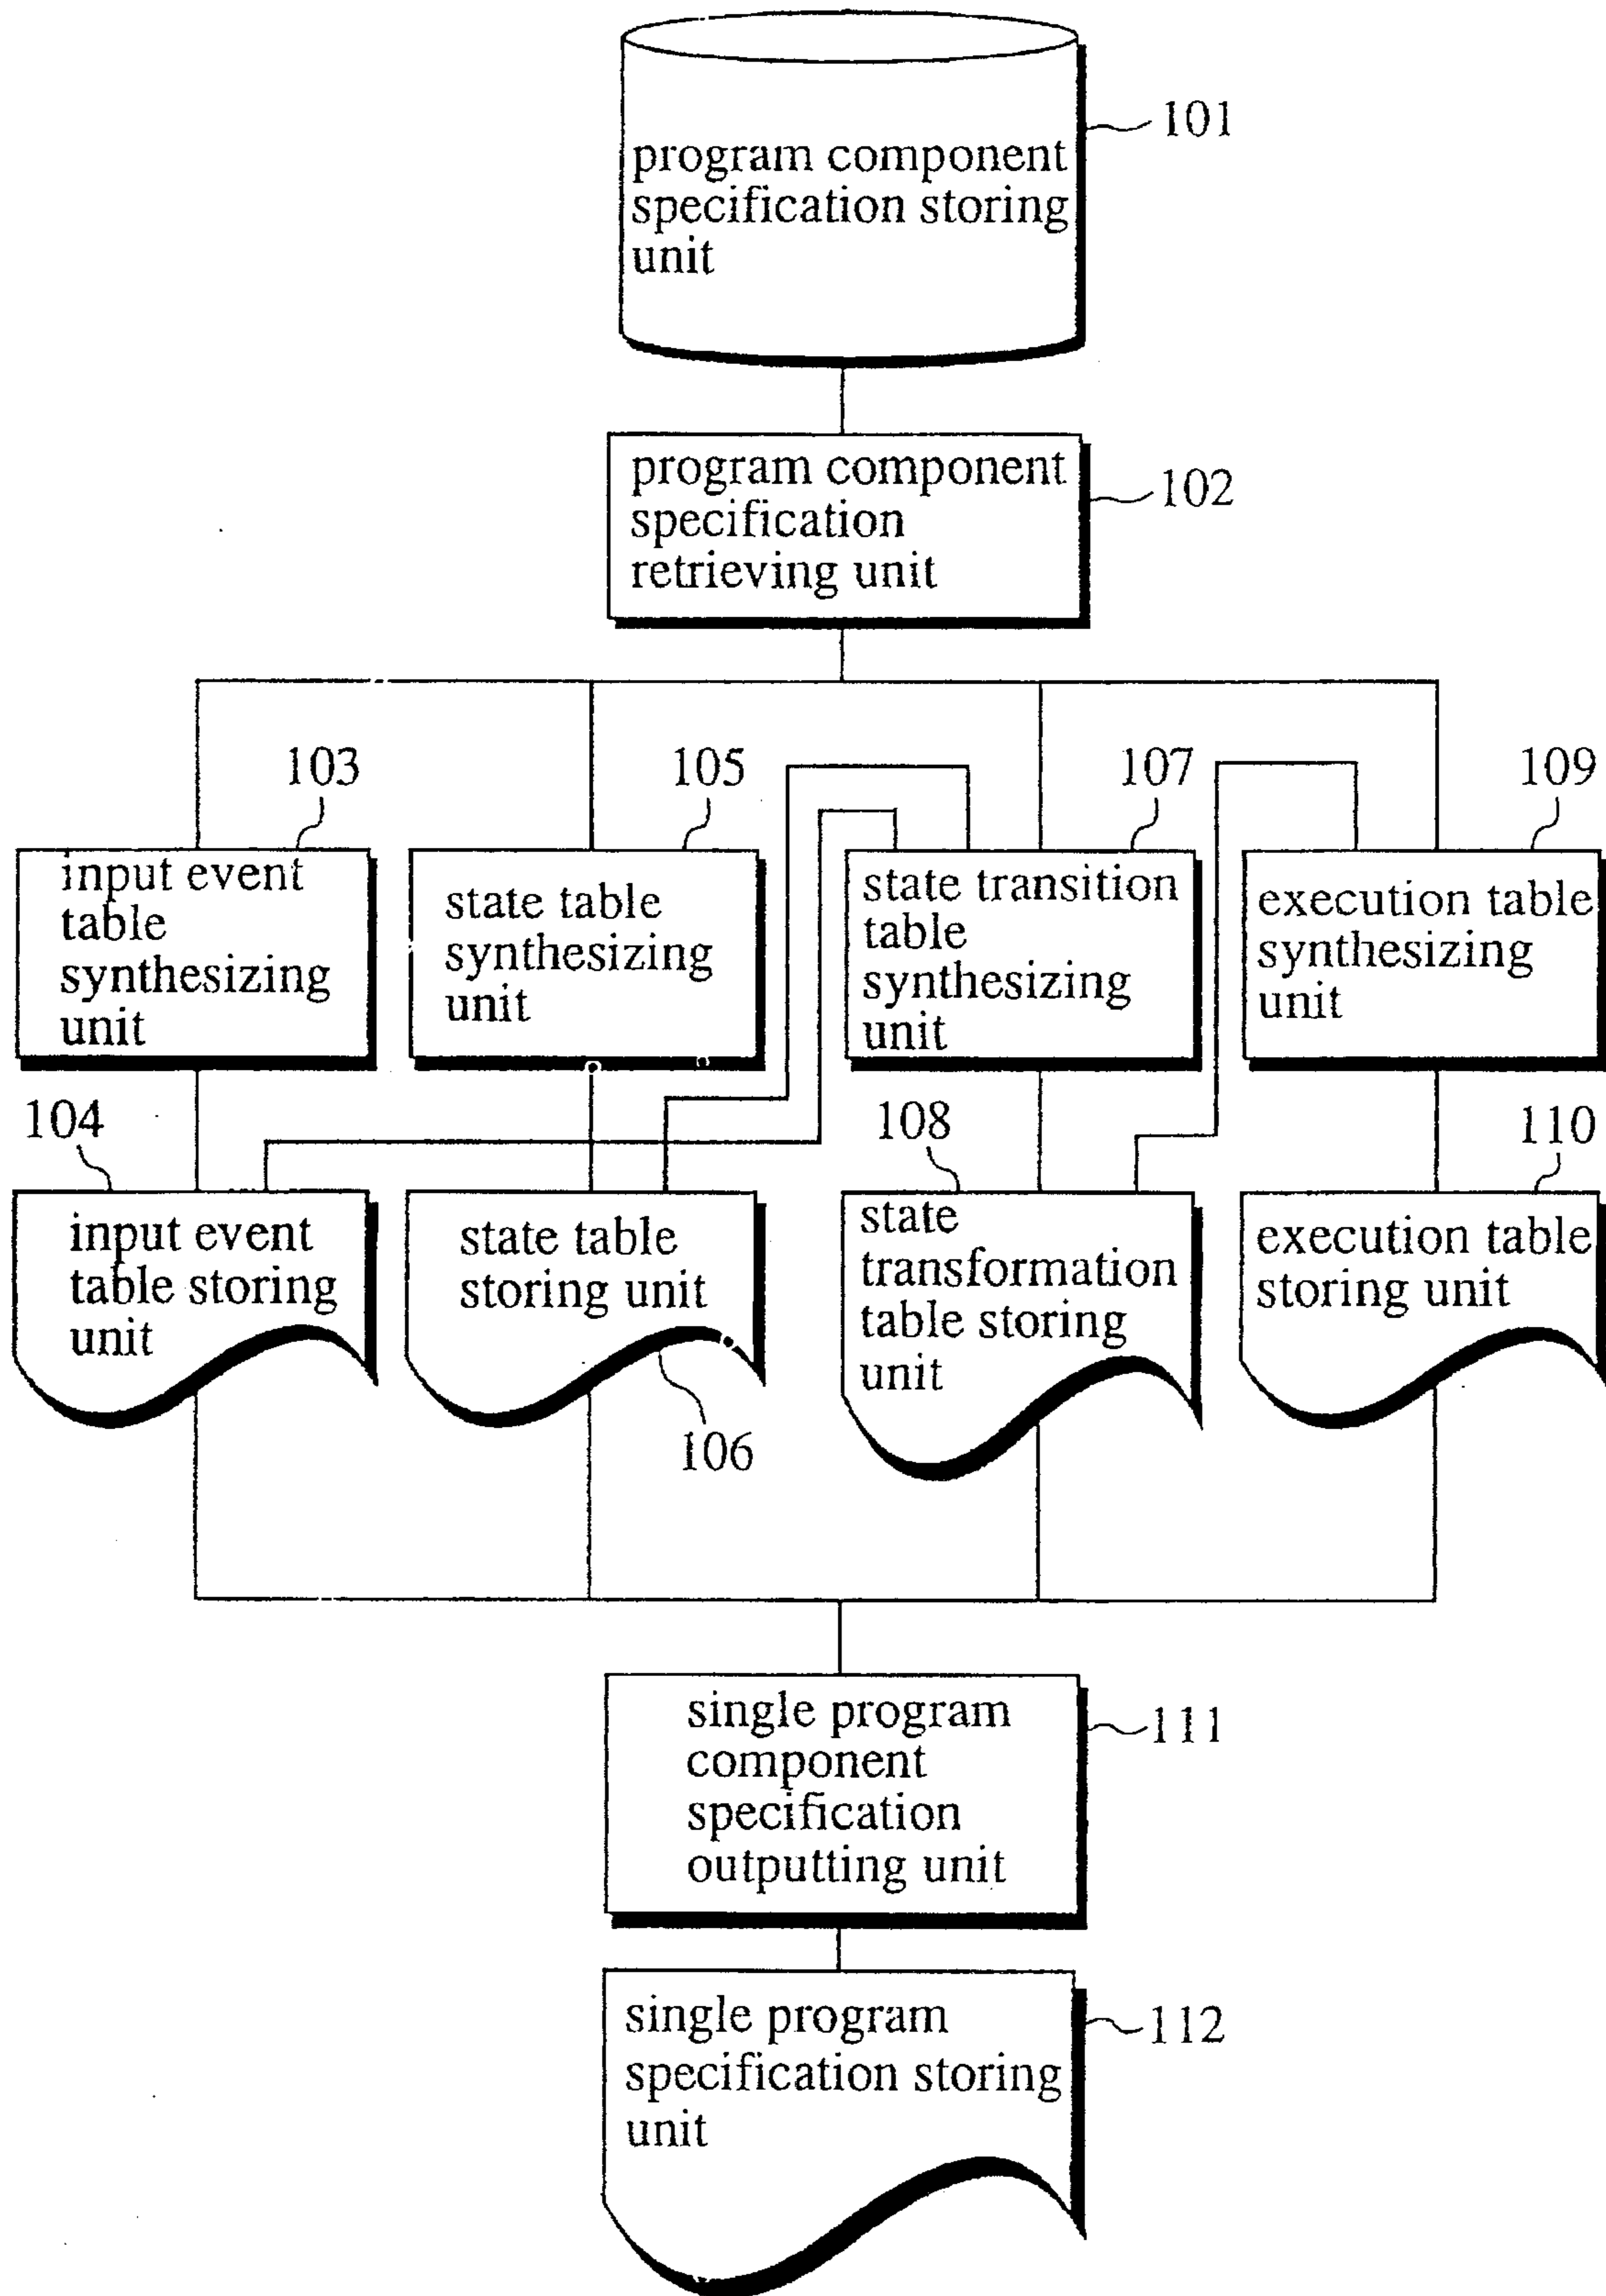 101
program component
specification storing
unit
102
program component
specification
retrieving unit
103
105
107
109
input event
table
synthesizing
unit
state table
synthesizing
unit
state transition
table
synthesizing
unit
execution table
synthesizing
unit
104
108
110
input event
table storing
unit
state table
storing unit
106
state
transformation
table storing
unit
execution table
storing unit
single program
component
specification
outputting unit
111
single program
specification storing
unit
112